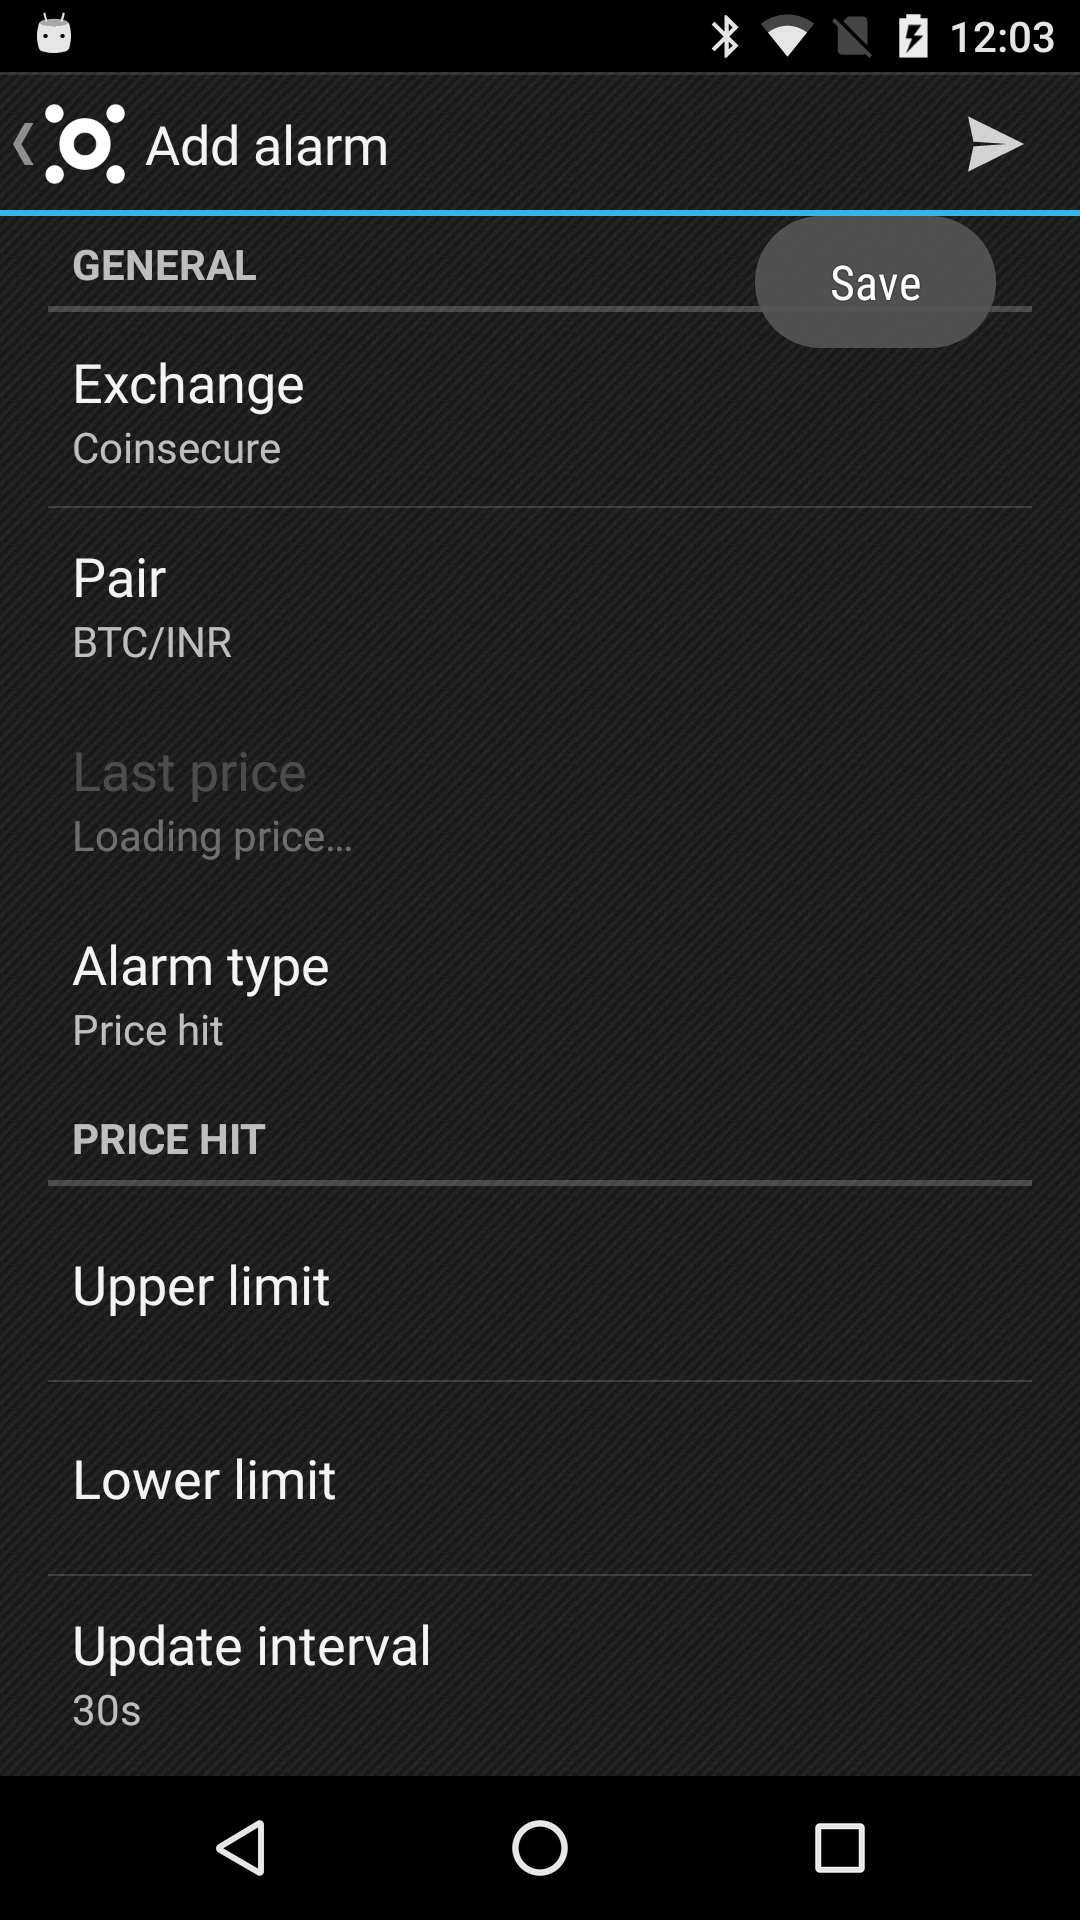 12:03
Add alarm
GENERAL
Save
Exchange
Coinsecure
Pair
BTC/INR
Last price
Loading price...
Alarm type
Price hit
PRICE HIT
Upper limit
Lower limit
Update interval
30s